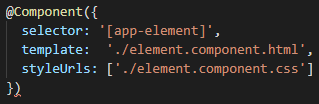 @Component({
  selector: '[app-element]',
  template:  './element.component.html',
  styleUrls: ['./element.component.css']
})